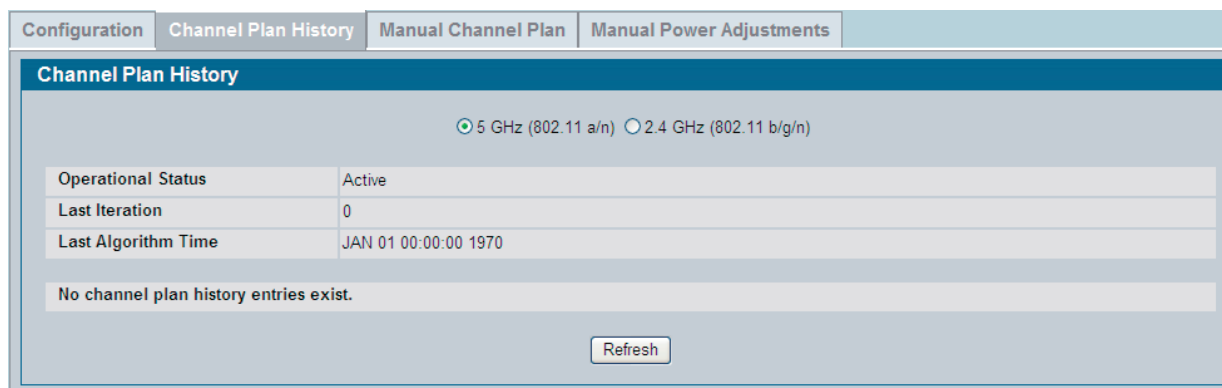 Configuration Channel Plan History Manual Channel Plan Manual Power Adjustments
Channel Plan History
5 GHz (802.11 a/n) 2.4 GHz (802.11 b/g/n)
Operational Status Active
Last Iteration 0
Last Algorithm Time JAN 01 00:00:00 1970
No channel plan history entries exist.
Refresh